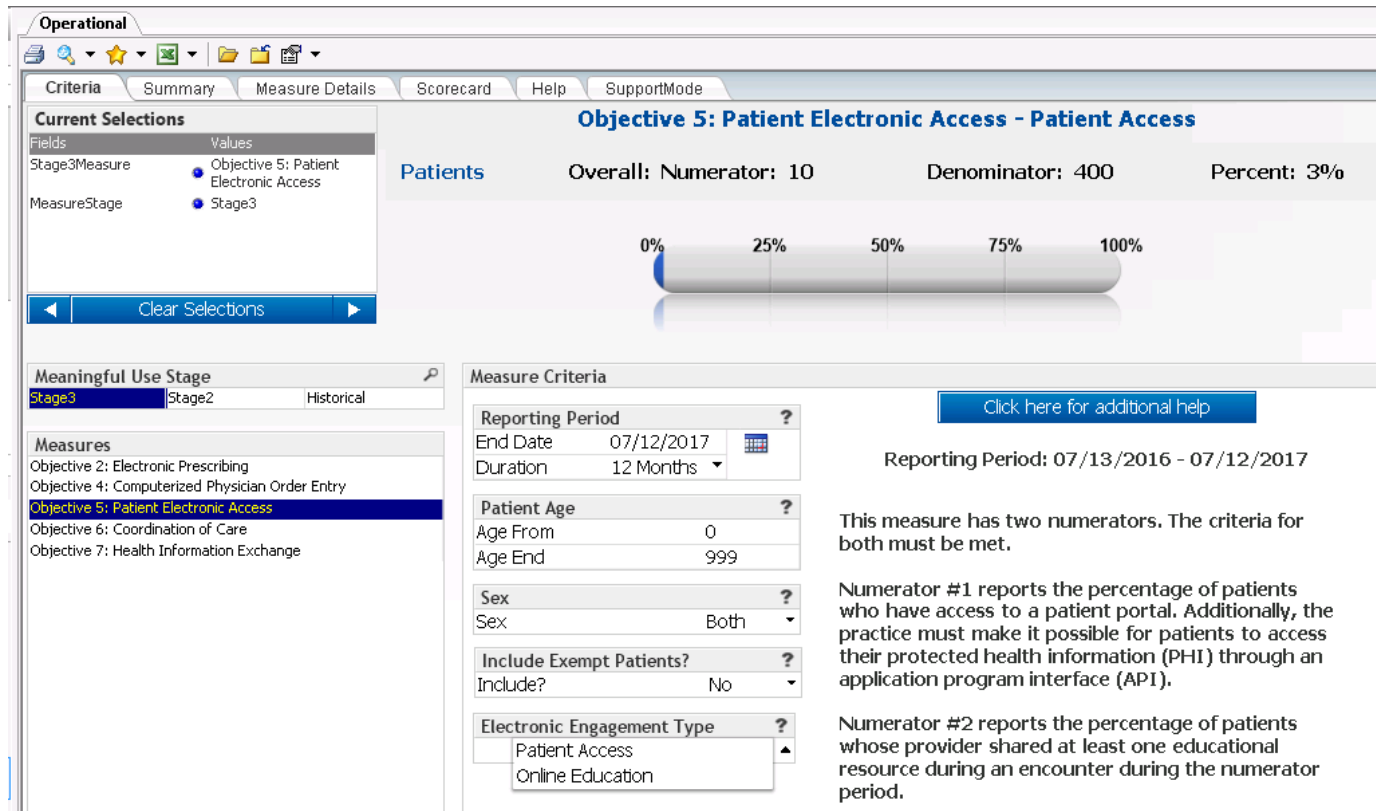 Operational
Criteria Summary Measure Details Scorecard Help SupportMode
Current Selections
Fields Values
Stage3Measure Objective 5: Patient
Electronic Access
MeasureStage Stage3
Clear Selections
Objective 5: Patient Electronic Access - Patient Access
Patients Overall: Numerator: 10 Denominator: 400 Percent: 3%
0% 25% 50% 75% 100%
Meaningful Use Stage
Stage3 Stage2 Historical
Measures
Objective 2: Electronic Prescribing
Objective 4: Computerized Physician Order Entry
Objective 5: Patient Electronic Access
Objective 6: Coordination of Care
Objective 7: Health Information Exchange
Measure Criteria
Reporting Period ?
End Date 07/12/2017
Duration 12 Months
Patient Age ?
Age From 0
Age End 999
Sex ?
Sex Both
Include Exempt Patients? ?
Include? No
Electronic Engagement Type ?
Patient Access
Online Education
Click here for additional help
Reporting Period: 07/13/2016 - 07/12/2017
This measure has two numerators. The criteria for
both must be met.
Numerator #1 reports the percentage of patients
who have access to a patient portal. Additionally, the
practice must make it possible for patients to access
their protected health information (PHI) through an
application program interface (API).
Numerator #2 reports the percentage of patients
whose provider shared at least one educational
resource during an encounter during the numerator
period.